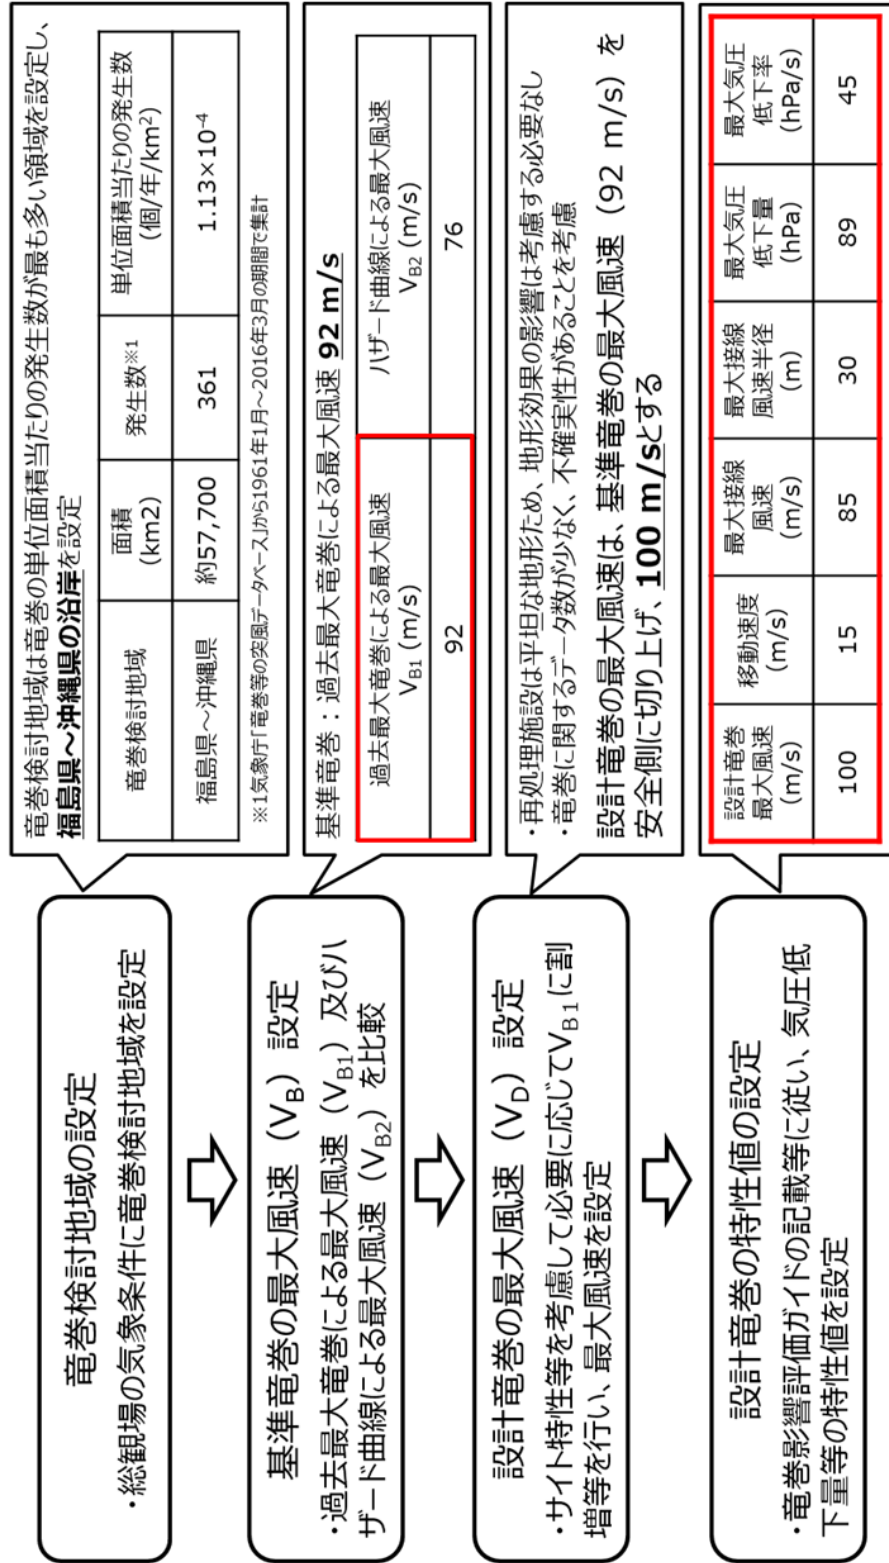 竜巻検討地域の設定
・総観場の気象条件に竜巻検討地域を設定
竜巻検討地域は竜巻の単位面積当たりの発生数が最も多い領域を設定し、
福島県～沖縄県の沿岸を設定
竜巻検討地域 面積 (km2) 発生数※1 単位面積当たりの発生数 (個/年/km²)
福島県～沖縄県 約57,700 361 1.13×10⁻⁴
※1気象庁「竜巻等の突風データベース」から1961年1月～2016年3月の期間で集計
基準竜巻の最大風速（V_B）設定
・過去最大竜巻による最大風速（V_B1）及びハ
ザード曲線による最大風速（V_B2）を比較
基準竜巻：過去最大竜巻による最大風速 92 m/s
過去最大竜巻による最大風速 V_B1 (m/s) ハザード曲線による最大風速 V_B2 (m/s)
92 76
設計竜巻の最大風速（V_D）設定
・サイト特性等を考慮して必要に応じてV_B1に割
増等を行い、最大風速を設定
・再処理施設は平坦な地形ため、地形効果の影響は考慮する必要なし
・竜巻に関するデータ数が少なく、不確実性があることを考慮
設計竜巻の最大風速は、基準竜巻の最大風速（92 m/s）を
安全側に切り上げ、100 m/sとする
設計竜巻の特性値の設定
・竜巻影響評価ガイドの記載等に従い、気圧低
下量等の特性値を設定
設計竜巻 最大風速 (m/s) 移動速度 (m/s) 最大接線 風速 (m/s) 最大接線 風速半径 (m) 最大気圧 低下量 (hPa) 最大気圧 低下率 (hPa/s)
100 15 85 30 89 45